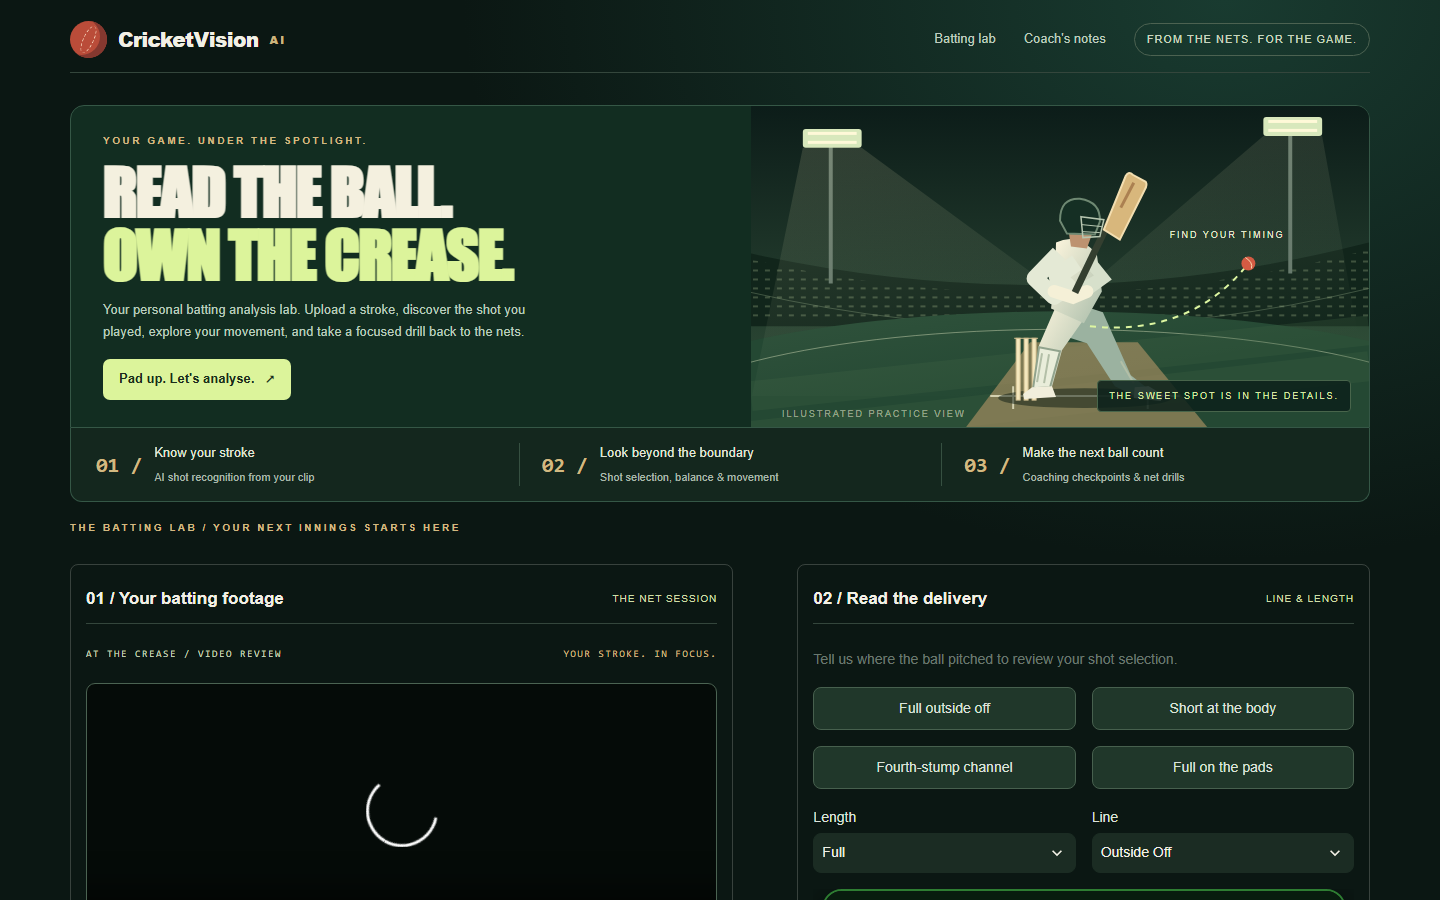 CricketVision AI
Batting lab
Coach's notes
FROM THE NETS. FOR THE GAME.
YOUR GAME. UNDER THE SPOTLIGHT.
READ THE BALL.
OWN THE CREASE.
Your personal batting analysis lab. Upload a stroke, discover the shot you
played, explore your movement, and take a focused drill back to the nets.
Pad up. Let's analyse. ↗
FIND YOUR TIMING
THE SWEET SPOT IS IN THE DETAILS.
ILLUSTRATED PRACTICE VIEW
01 /
Know your stroke
AI shot recognition from your clip
02 /
Look beyond the boundary
Shot selection, balance & movement
03 /
Make the next ball count
Coaching checkpoints & net drills
THE BATTING LAB / YOUR NEXT INNINGS STARTS HERE
01 / Your batting footage
THE NET SESSION
AT THE CREASE / VIDEO REVIEW
YOUR STROKE. IN FOCUS.
02 / Read the delivery
LINE & LENGTH
Tell us where the ball pitched to review your shot selection.
Full outside off
Short at the body
Fourth-stump channel
Full on the pads
Length
Line
Full
Outside Off